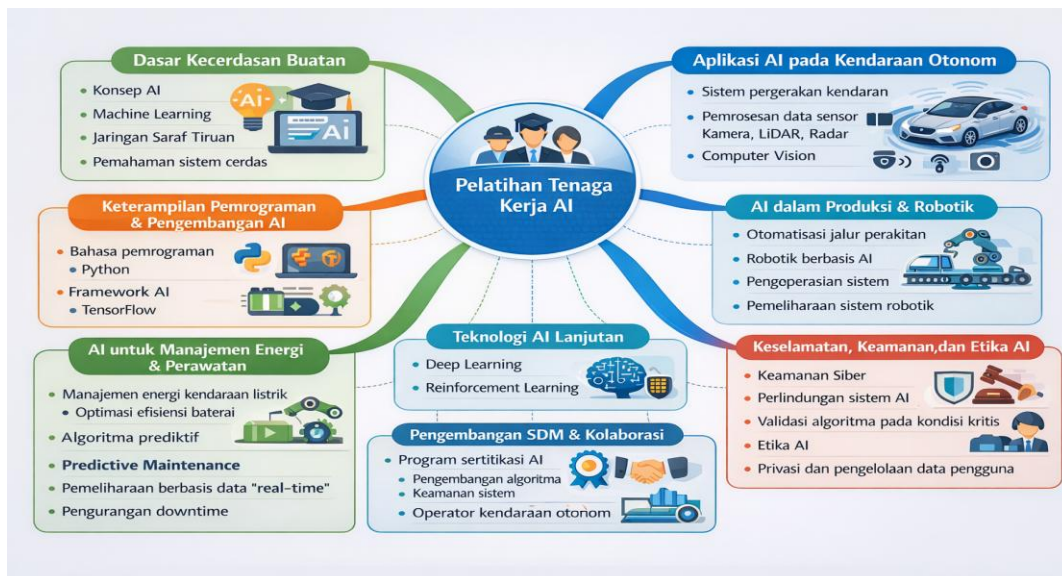 Pelatihan Tenaga
Kerja AI
Dasar Kecerdasan Buatan
Konsep AI
Machine Learning
Jaringan Saraf Tiruan
Pemahaman sistem cerdas
Ai
Ai
Keterampilan Pemrograman
& Pengembangan AI
Bahasa pemrograman
Python
Framework AI
TensorFlow
AI untuk Manajemen Energi
& Perawatan
Manajemen energi kendaraan listrik
Optimasi efisiensi baterai
Algoritma prediktif
Predictive Maintenance
Pemeliharaan berbasis data "real-time"
Pengurangan downtime
Teknologi AI Lanjutan
Deep Learning
Reinforcement Learning
Pengembangan SDM & Kolaborasi
Program sertitikasi AI
Pengembangan algoritma
Keamanan sistem
Operator kendaraan otonom
Aplikasi AI pada Kendaraan Otonom
Sistem pergerakan kendaran
Pemrosesan data sensor
Kamera, LiDAR, Radar
Computer Vision
AI dalam Produksi & Robotik
Otomatisasi jalur perakitan
Robotik berbasis AI
Pengoperasian sistem
Pemeliharaan sistem robotik
Keselamatan, Keamanan,dan Etika AI
Keamanan Siber
Perlindungan sistem AI
Validasi algoritma pada kondisi kritis
Etika AI
Privasi dan pengelolaan data pengguna